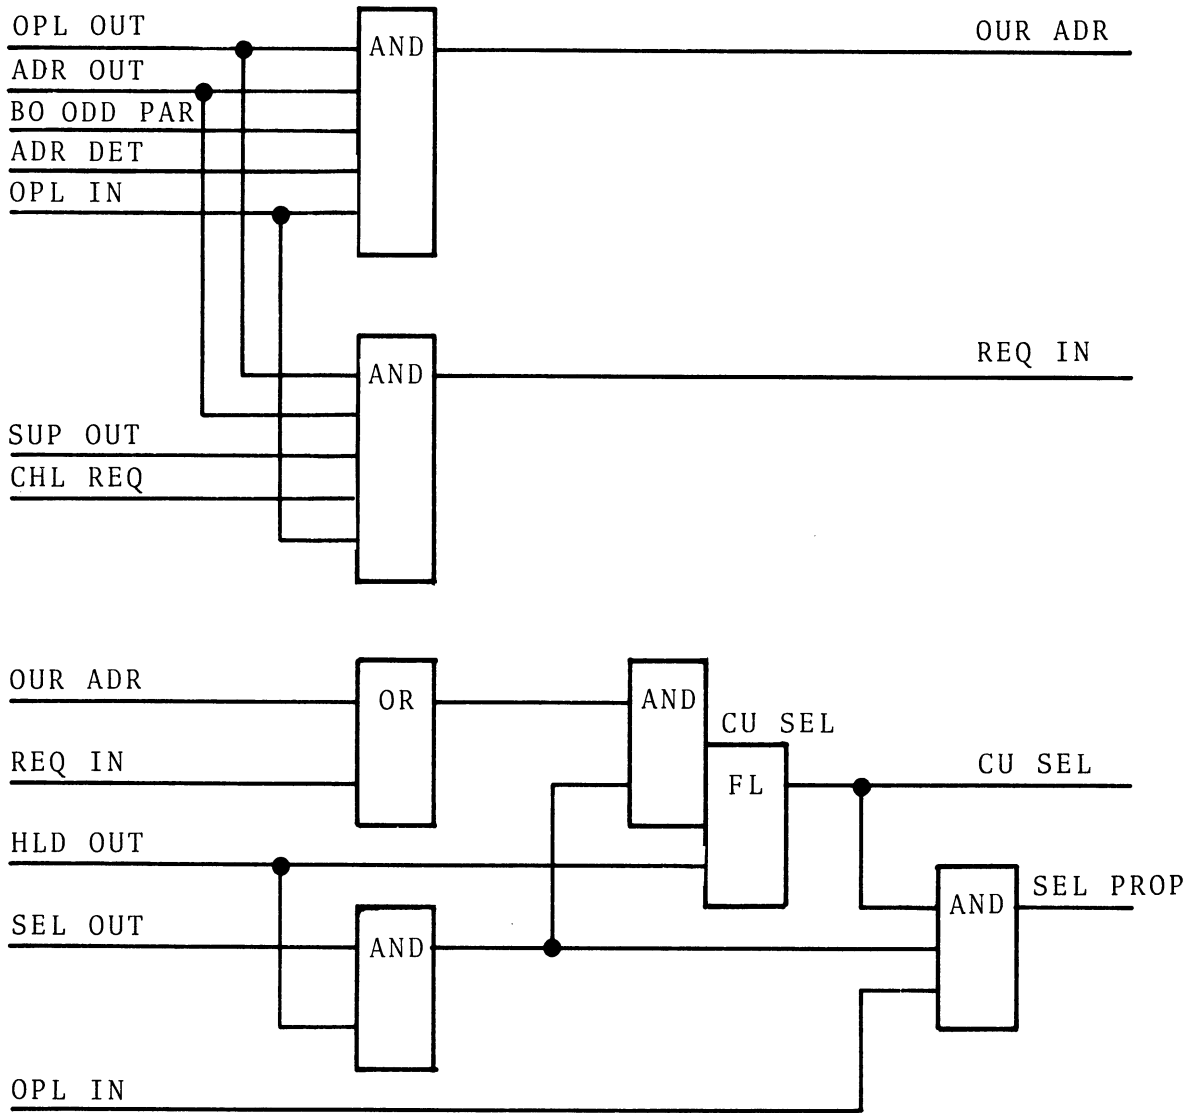 OPL OUT
AND
OUR ADR
ADR OUT
BO ODD PAR
ADR DET
OPL IN
REQ IN
AND
SUP OUT
CHL REQ
OUR ADR
OR
AND
CU SEL
REQ IN
FL
CU SEL
HLD OUT
SEL PROP
AND
SEL OUT
AND
OPL IN